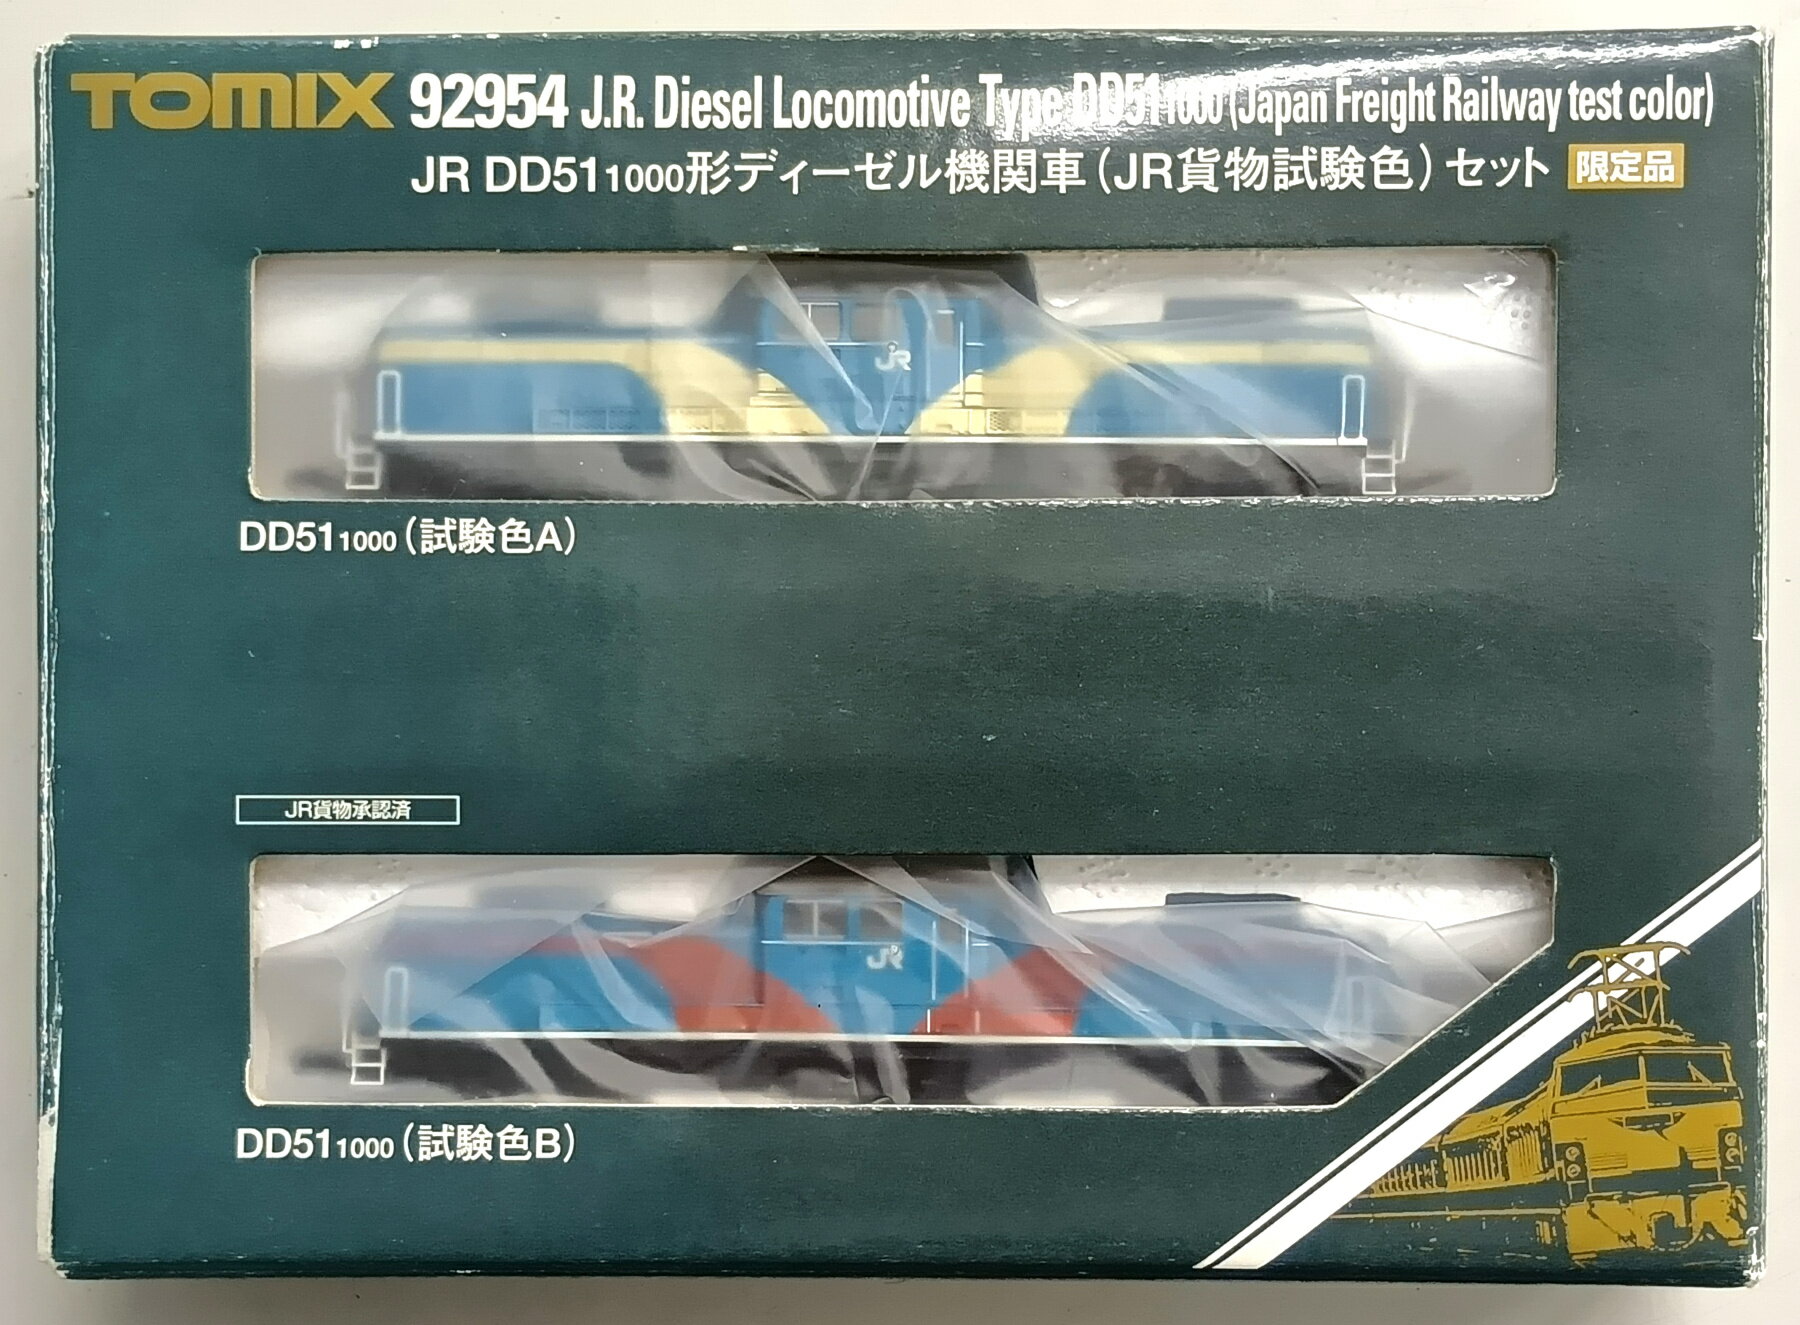 TOMIX 92954 J.R. Diesel Locomotive Type DD51 1000 (Japan Freight Railway test color)
JR DD51 1000形ディーゼル機関車(JR貨物試験色)セット 限定品
JR
DD51 1000(試験色A)
JR貨物承認済
JR
DD51 1000(試験色B)